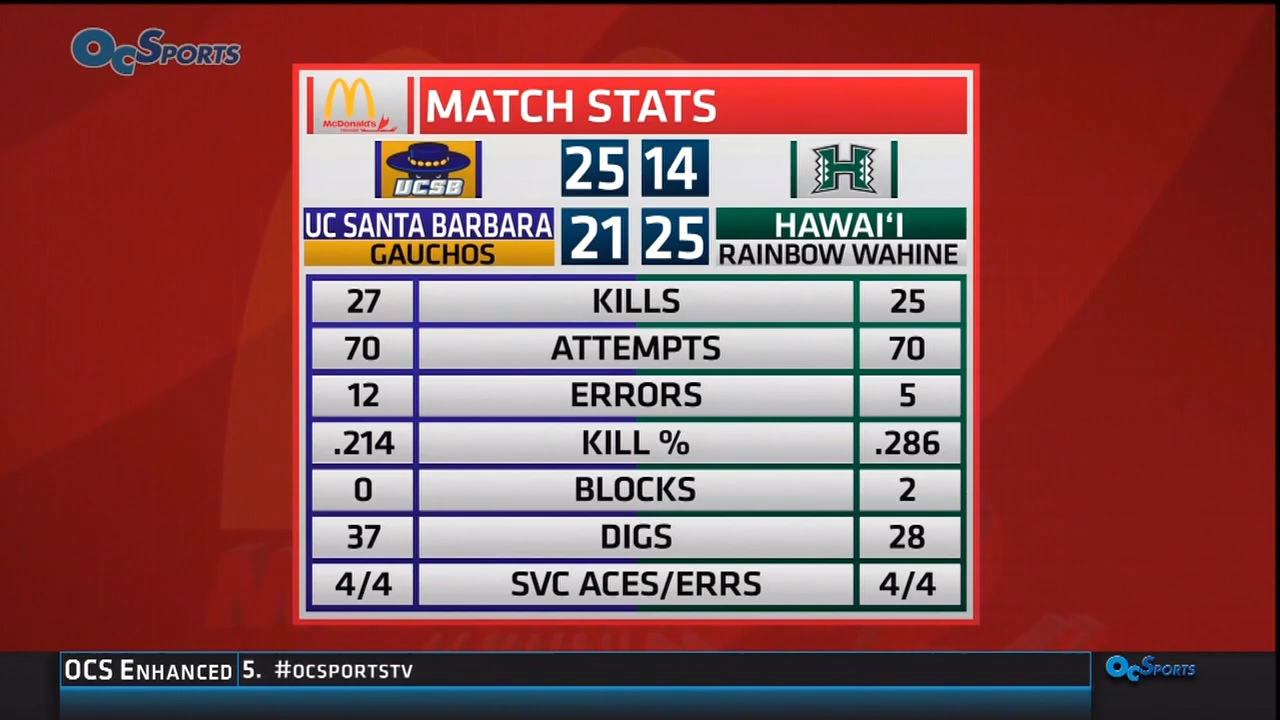 OCSPORTS
McDonald's MATCH STATS
UCSB 25 14 H
UC SANTA BARBARA HAWAI‘I
GAUCHOS 21 25 RAINBOW WAHINE
27 KILLS 25
70 ATTEMPTS 70
12 ERRORS 5
.214 KILL % .286
0 BLOCKS 2
37 DIGS 28
4/4 SVC ACES/ERRS 4/4
OCS ENHANCED 5. #OCSPORTSTV OCSPORTS